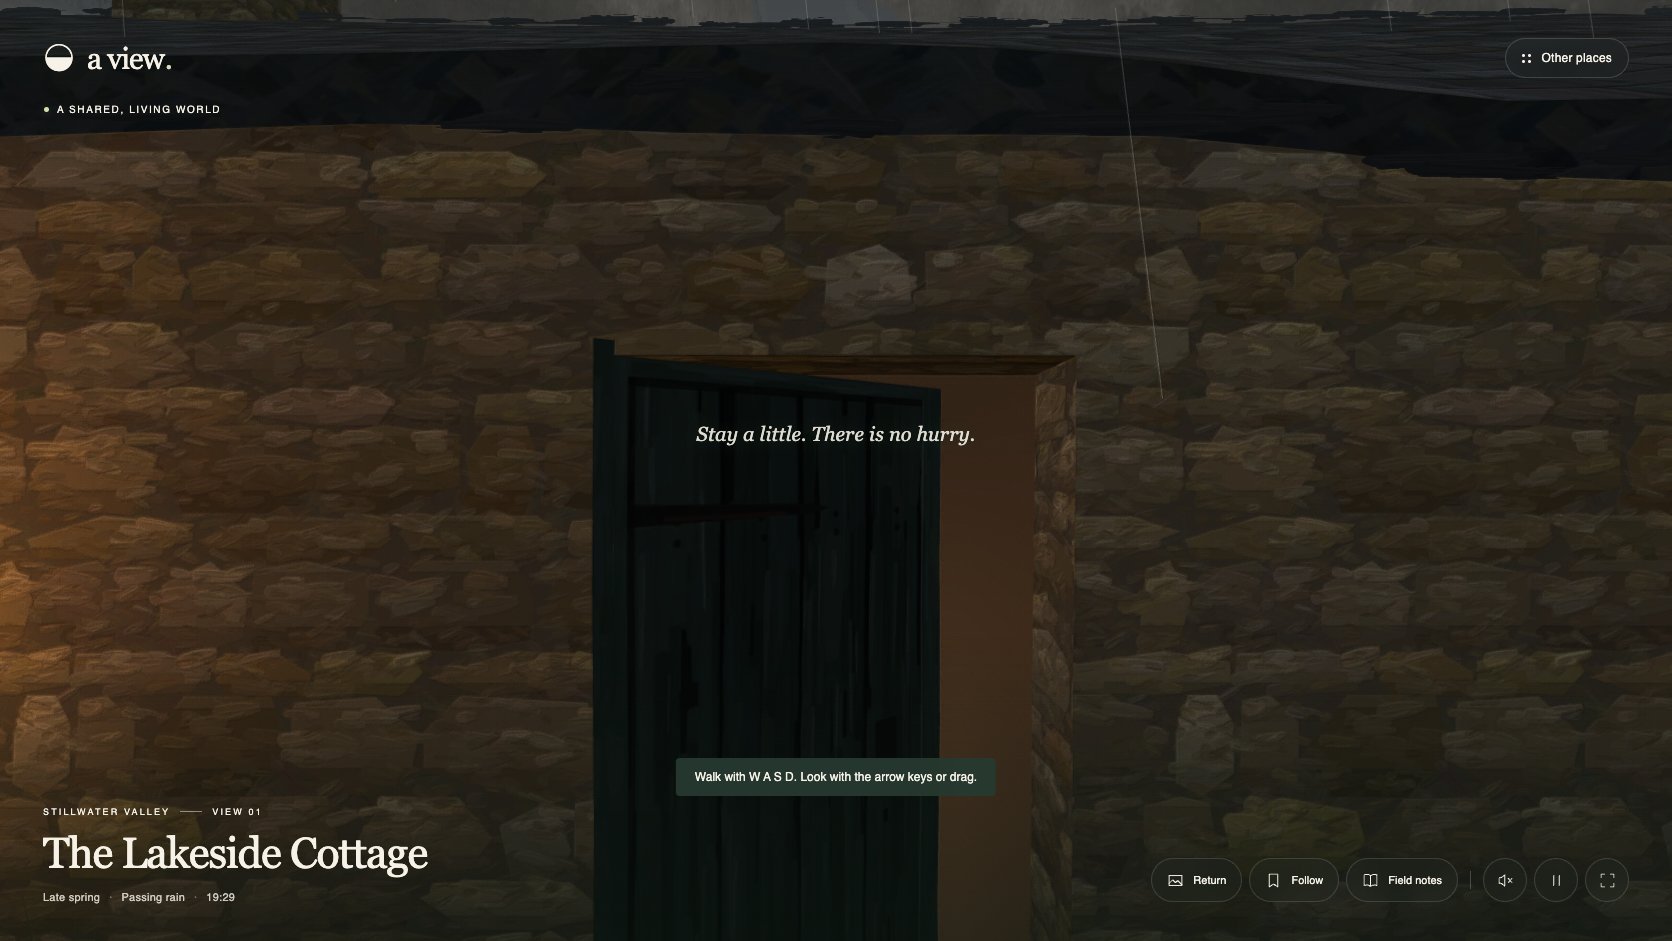 a view.
Other places
A SHARED, LIVING WORLD
Stay a little. There is no hurry.
Walk with W A S D. Look with the arrow keys or drag.
STILLWATER VALLEY — VIEW 01
The Lakeside Cottage
Late spring · Passing rain · 19:29
Return
Follow
Field notes